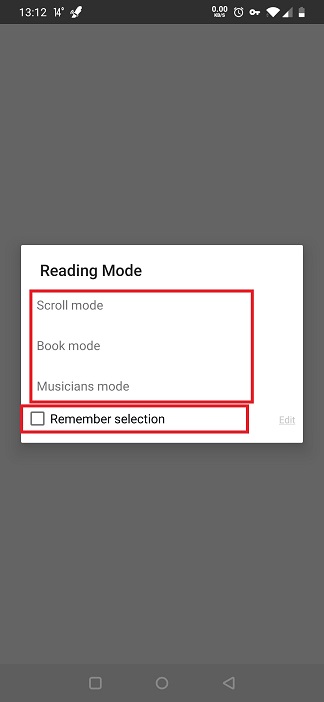 13:12 14°
0.00
KB/S
Reading Mode
Scroll mode
Book mode
Musicians mode
Remember selection
Edit